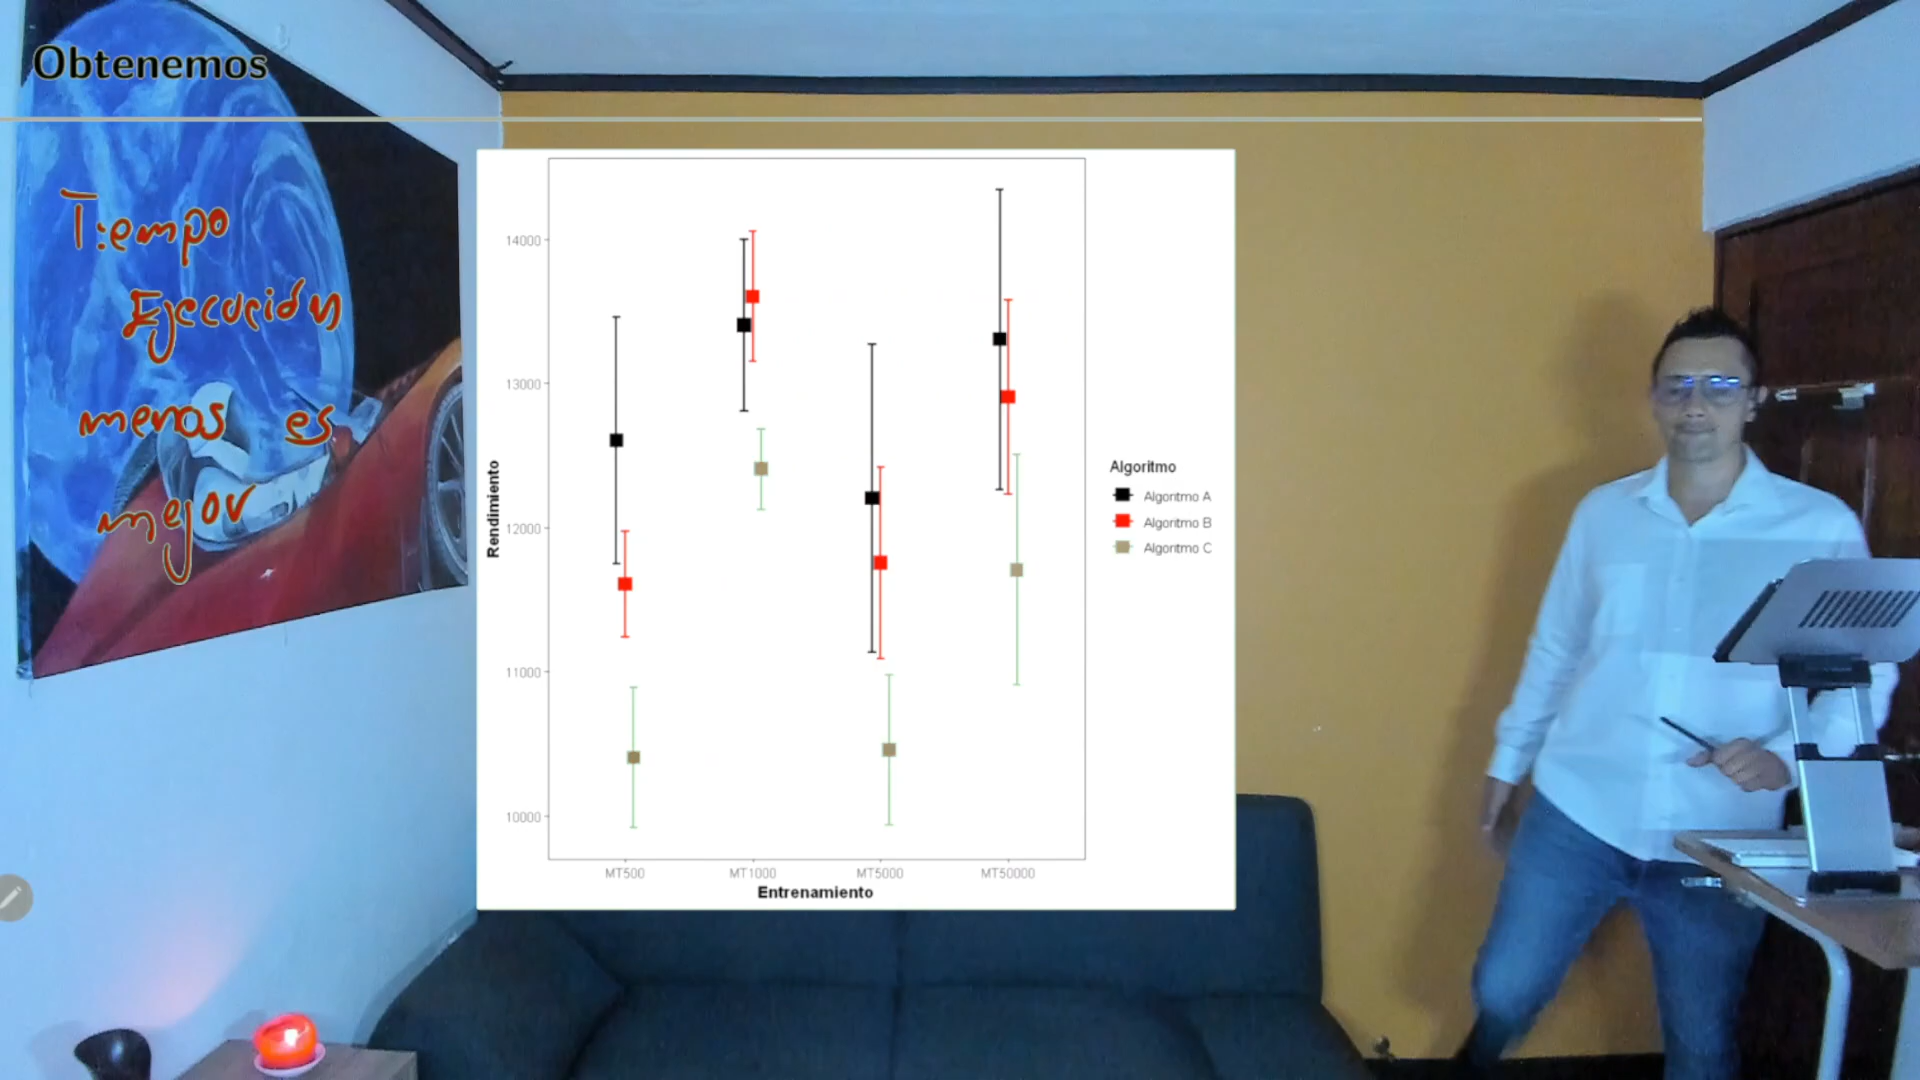 Obtenemos
Tiempo
Ejecución
menos es
mejor
14000
13000
12000
11000
10000
Rendimiento
MT500 MT1000 MT5000 MT50000
Entrenamiento
Algoritmo
Algoritmo A
Algoritmo B
Algoritmo C